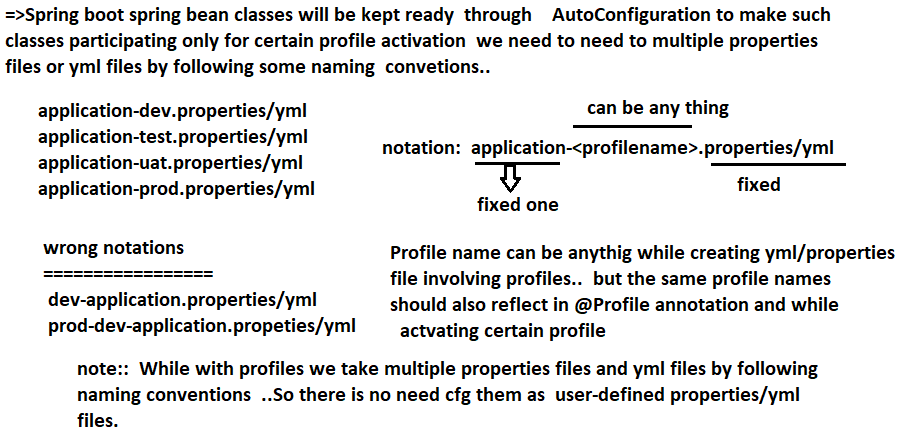 =>Spring boot spring bean classes will be kept ready through AutoConfiguration to make such
classes participating only for certain profile activation we need to need to multiple properties
files or yml files by following some naming convetions..
application-dev.properties/yml
application-test.properties/yml
application-uat.properties/yml
application-prod.properties/yml
can be any thing
notation: application-<profilename>.properties/yml
fixed
fixed one
wrong notations
=================
dev-application.properties/yml
prod-dev-application.propeties/yml
Profile name can be anythig while creating yml/properties
file involving profiles.. but the same profile names
should also reflect in @Profile annotation and while
actvating certain profile
note:: While with profiles we take multiple properties files and yml files by following
naming conventions ..So there is no need cfg them as user-defined properties/yml
files.